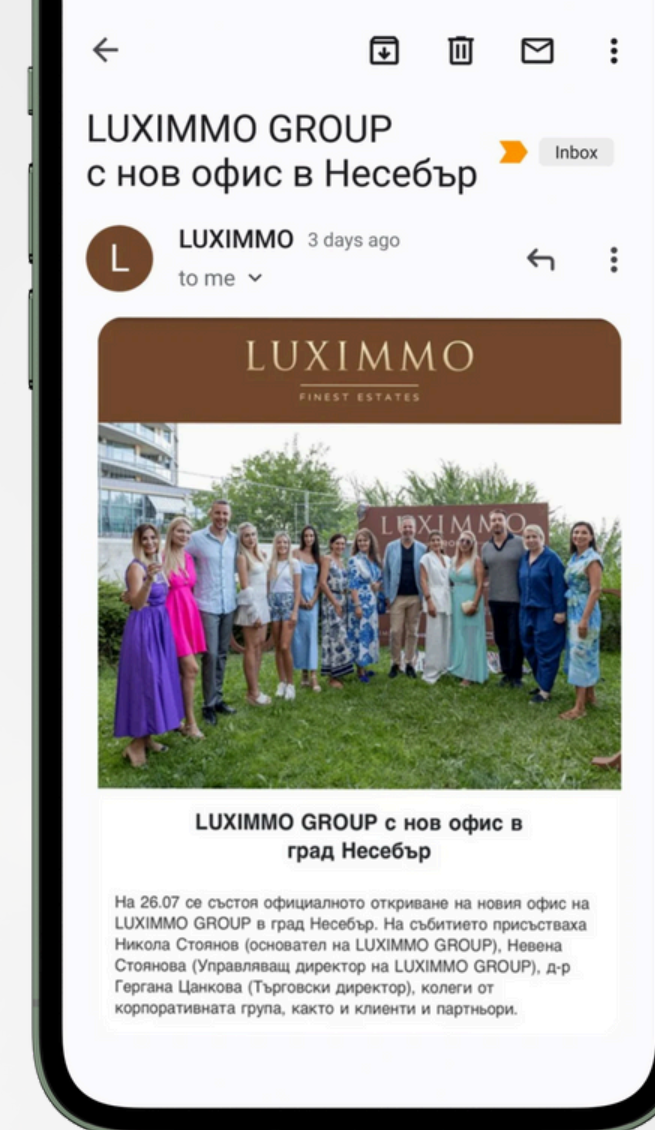 LUXIMMO GROUP
с нов офис в Несебър
Inbox
L
LUXIMMO 3 days ago
to me
LUXIMMO
FINEST ESTATES
LUXIMMO
LUXIMMO GROUP с нов офис в
град Несебър
На 26.07 се състоя официалното откриване на новия офис на
LUXIMMO GROUP в град Несебър. На събитието присъстваха
Никола Стоянов (основател на LUXIMMO GROUP), Невена
Стоянова (Управляващ директор на LUXIMMO GROUP), д-р
Гергана Цанкова (Търговски директор), колеги от
корпоративната група, както и клиенти и партньори.